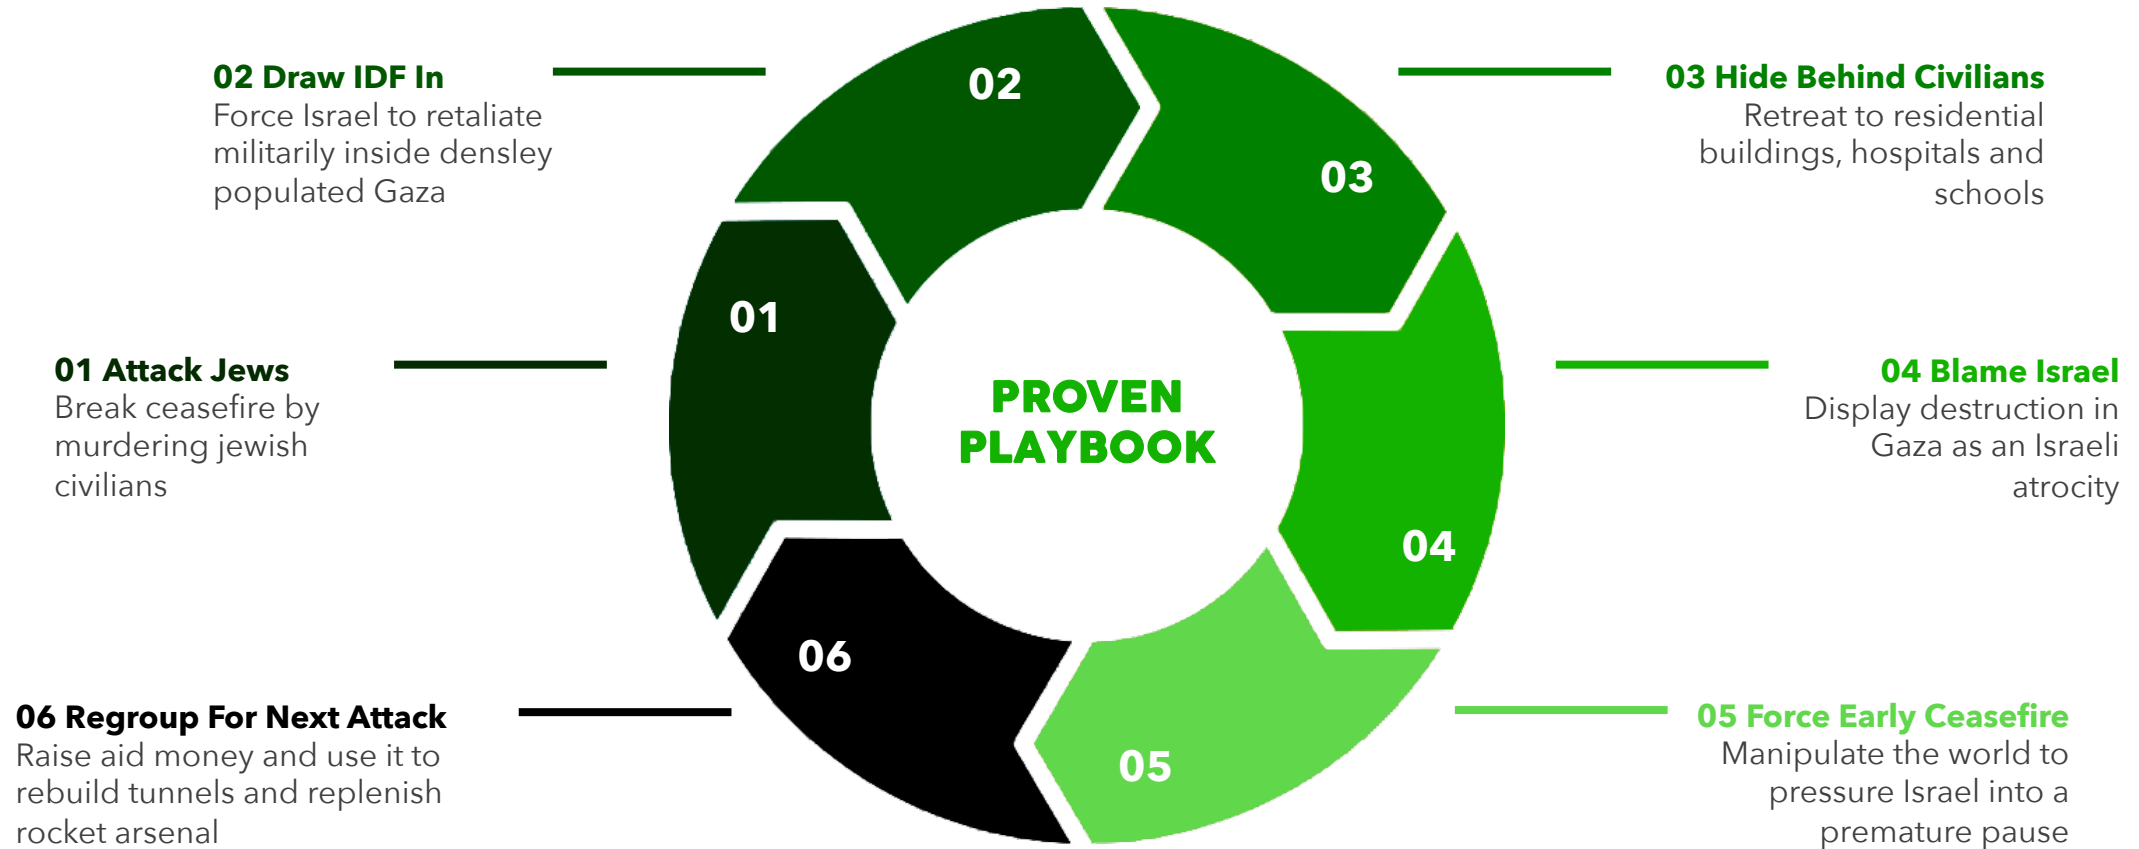 02 Draw IDF In
Force Israel to retaliate
militarily inside densley
populated Gaza
02
03 Hide Behind Civilians
Retreat to residential
buildings, hospitals and
schools
03
01 Attack Jews
Break ceasefire by
murdering jewish
civilians
01
PROVEN
PLAYBOOK
04 Blame Israel
Display destruction in
Gaza as an Israeli
atrocity
04
06 Regroup For Next Attack
Raise aid money and use it to
rebuild tunnels and replenish
rocket arsenal
06
05 Force Early Ceasefire
Manipulate the world to
pressure Israel into a
premature pause
05